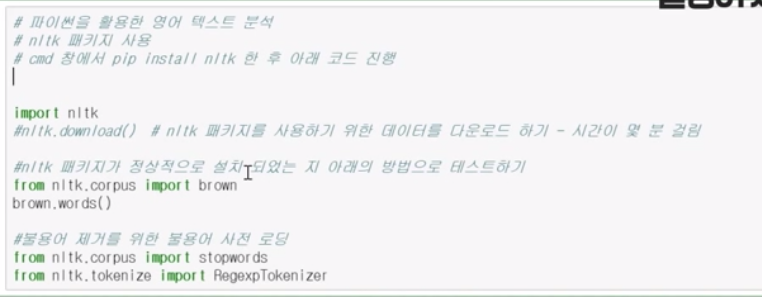 # 파이썬을 활용한 영어 텍스트 분석
# nltk 패키지 사용
# cmd 창에서 pip install nltk 한 후 아래 코드 진행
import nltk
#nltk.download() # nltk 패키지를 사용하기 위한 데이터를 다운로드 하기 - 시간이 몇 분 걸림
#nltk 패키지가 정상적으로 설치 되었는 지 아래의 방법으로 테스트하기
from nltk.corpus import brown
brown.words()
#불용어 제거를 위한 불용어 사전 로딩
from nltk.corpus import stopwords
from nltk.tokenize import RegexpTokenizer